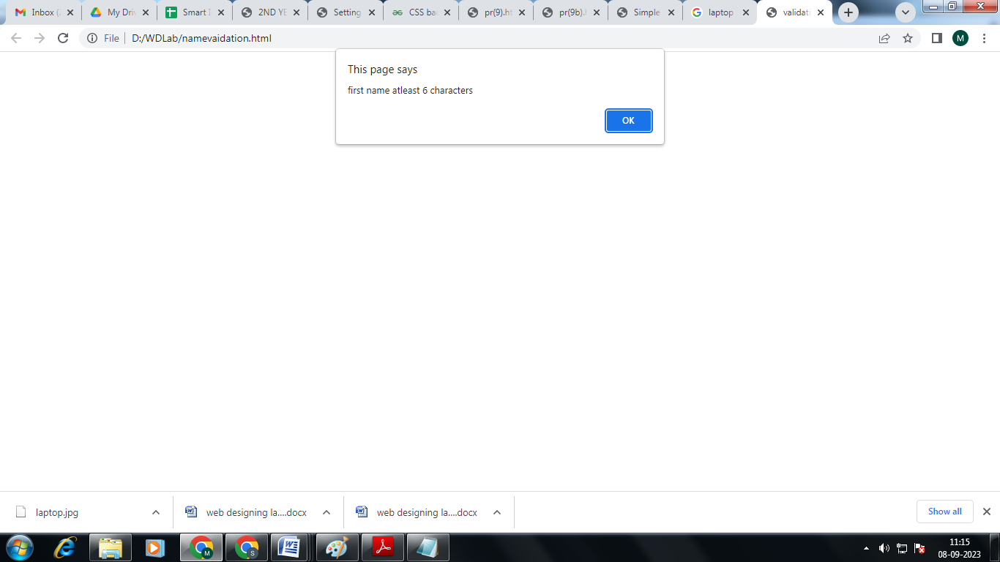 Inbox (2
My Driv
Smart I
2ND YE
Setting
CSS ba
pr(9).ht
pr(9b).h
Simple
laptop
validat
File
D:/WDLab/namevaidation.html
M
This page says
first name atleast 6 characters
OK
laptop.jpg
web designing la....docx
web designing la....docx
Show all
M
S
11:15
08-09-2023